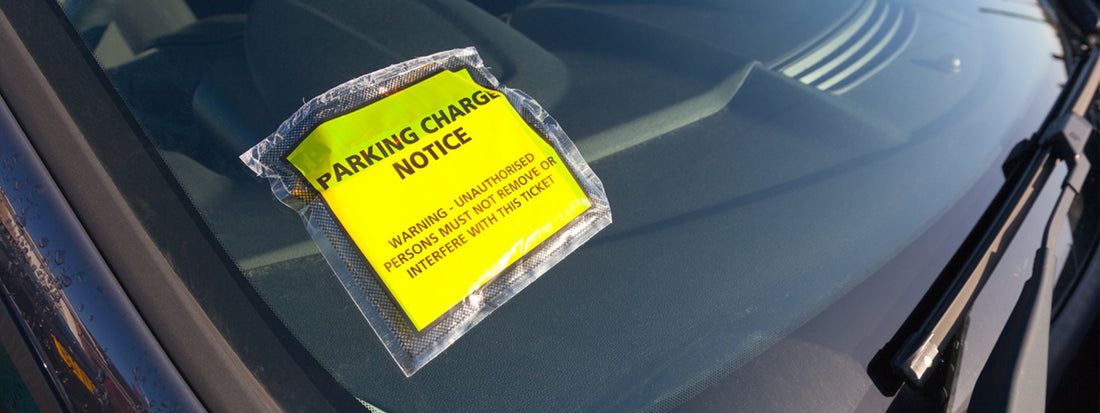 PARKING CHARGE
NOTICE
WARNING - UNAUTHORISED
PERSONS MUST NOT REMOVE OR
INTERFERE WITH THIS TICKET